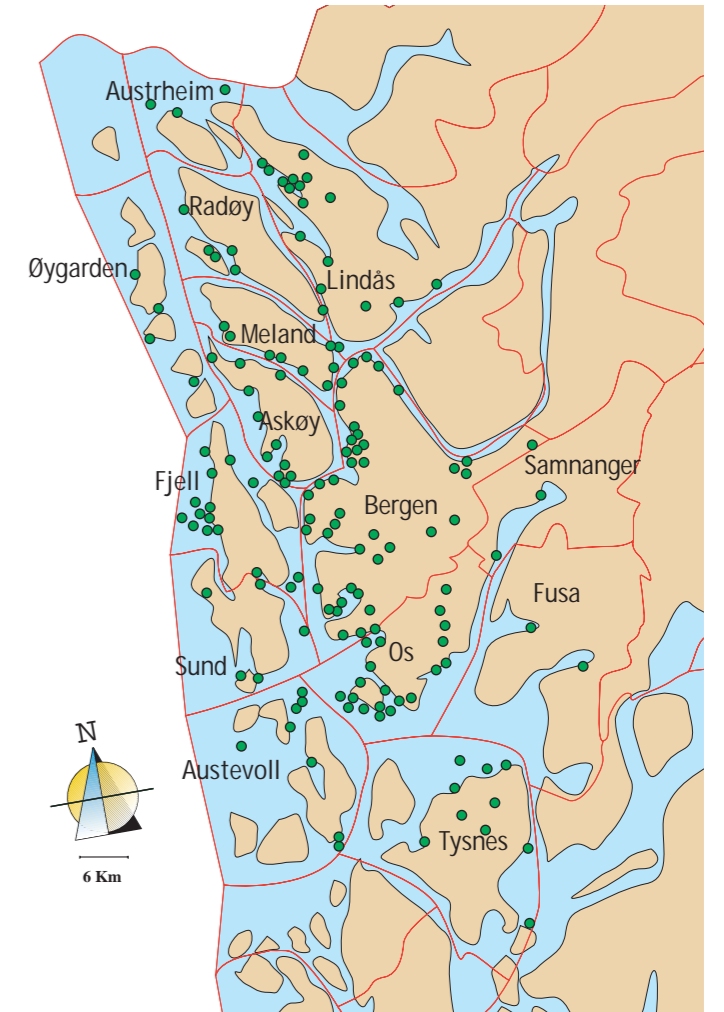 Austrheim
Radøy
Øygarden
Lindås
Meland
Askøy
Fjell
Samnanger
Bergen
Fusa
Os
Sund
N
Austevoll
Tysnes
6 Km